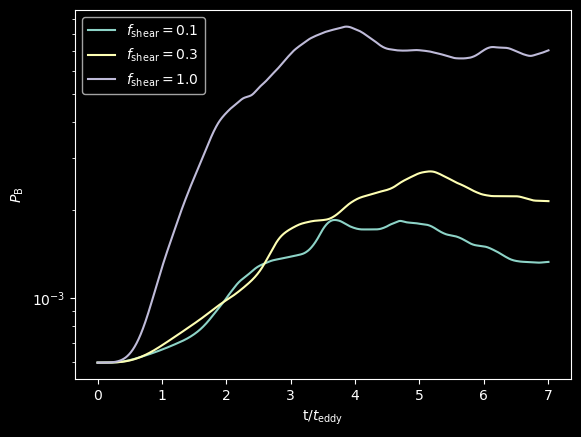 f_shear = 0.1
f_shear = 0.3
f_shear = 1.0
P_B
10^−3
0 1 2 3 4 5 6 7
t/t_eddy